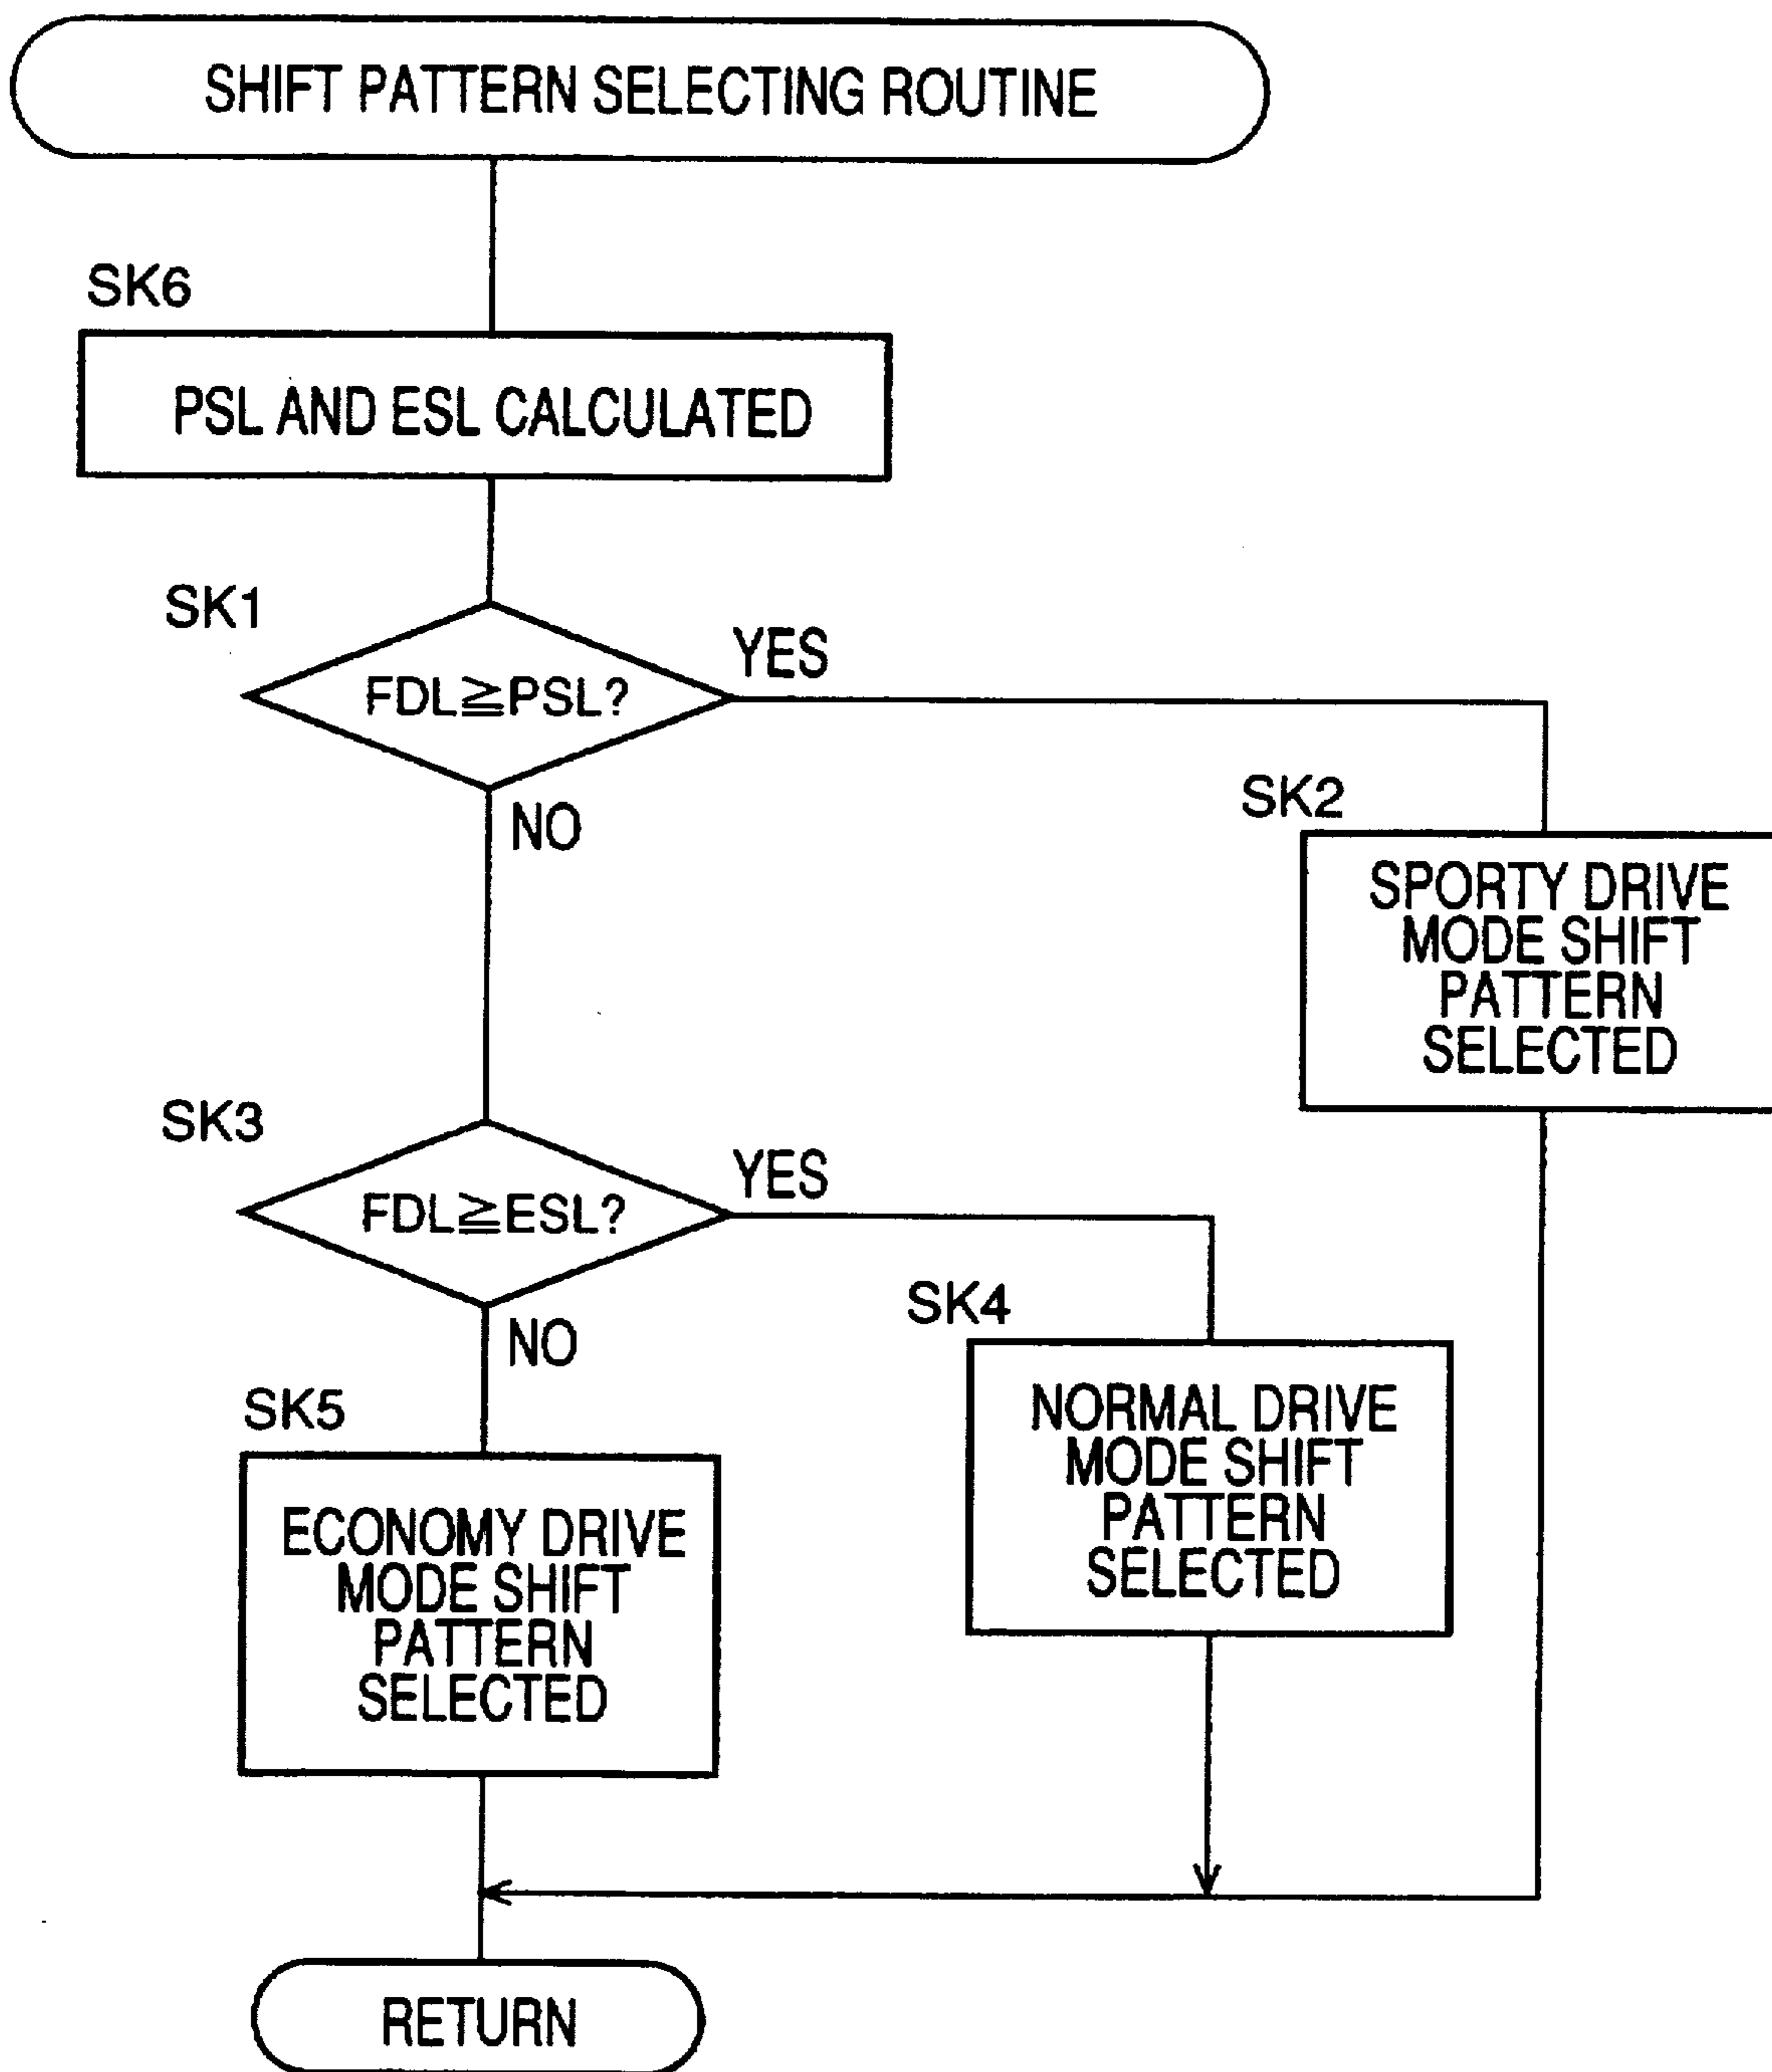 SHIFT PATTERN SELECTING ROUTINE
SK6
PSL AND ESL CALCULATED
SK1
FDL≧PSL?
YES
NO
SK2
SPORTY DRIVE
MODE SHIFT
PATTERN
SELECTED
SK3
FDL≧ESL?
YES
NO
SK4
NORMAL DRIVE
MODE SHIFT
PATTERN
SELECTED
SK5
ECONOMY DRIVE
MODE SHIFT
PATTERN
SELECTED
RETURN